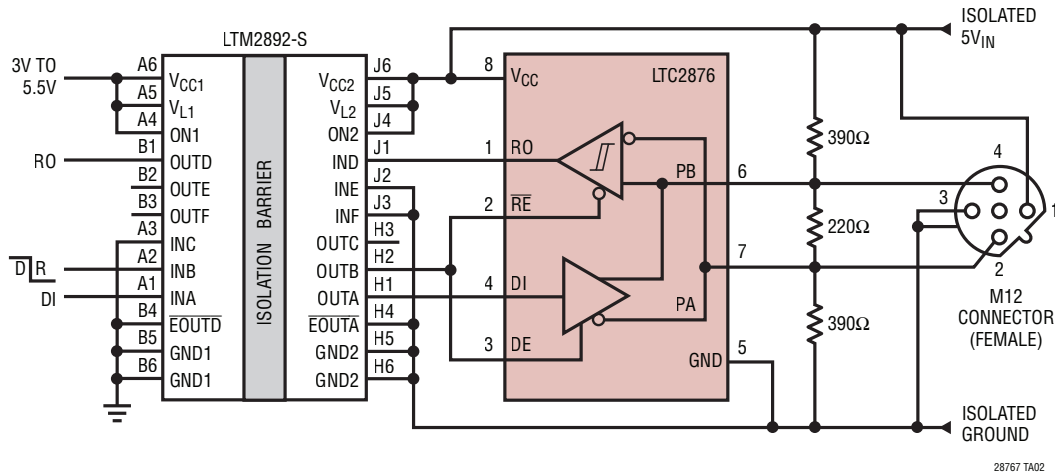 LTM2892-S
ISOLATION BARRIER
3V TO
5.5V
RO
D R
DI
A6
A5
A4
B1
B2
B3
A3
A2
A1
B4
B5
B6
VCC1
VL1
ON1
OUTD
OUTE
OUTF
INC
INB
INA
EOUTD
GND1
GND1
VCC2
VL2
ON2
IND
INE
INF
OUTC
OUTB
OUTA
EOUTA
GND2
GND2
J6
J5
J4
J1
J2
J3
H3
H2
H1
H4
H5
H6
LTC2876
8
VCC
1
RO
2
RE
4
DI
3
DE
PB
6
7
PA
GND
5
390Ω
220Ω
390Ω
ISOLATED
5VIN
4
3
1
2
M12
CONNECTOR
(FEMALE)
ISOLATED
GROUND
28767 TA02